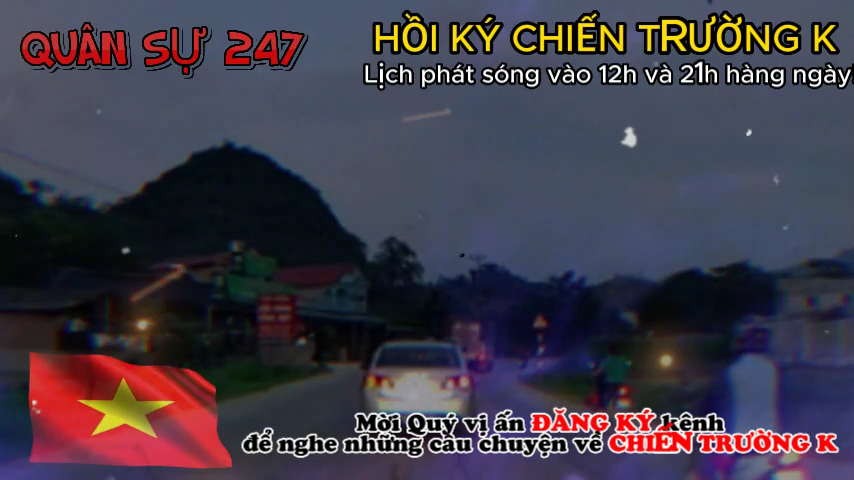 QUÂN SỰ 247
HỒI KÝ CHIẾN TRƯỜNG K
Lịch phát sóng vào 12h và 21h hàng ngày!
Mời Quý vị ấn ĐĂNG KÝ kênh
để nghe những câu chuyện về CHIẾN TRƯỜNG K